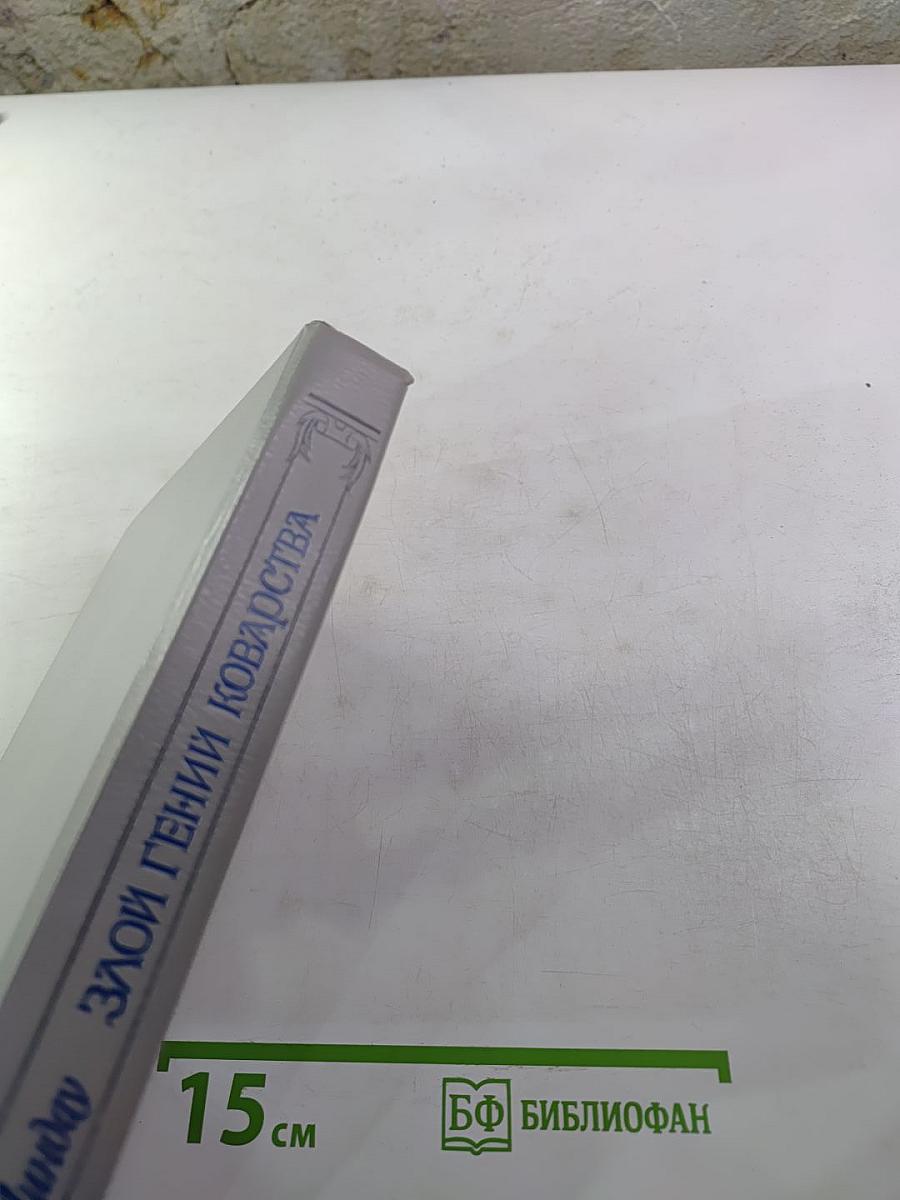 ЗЛОЙ ГЕНИЙ КОВАРСТВА
15 см
БФ БИБЛИОФАН